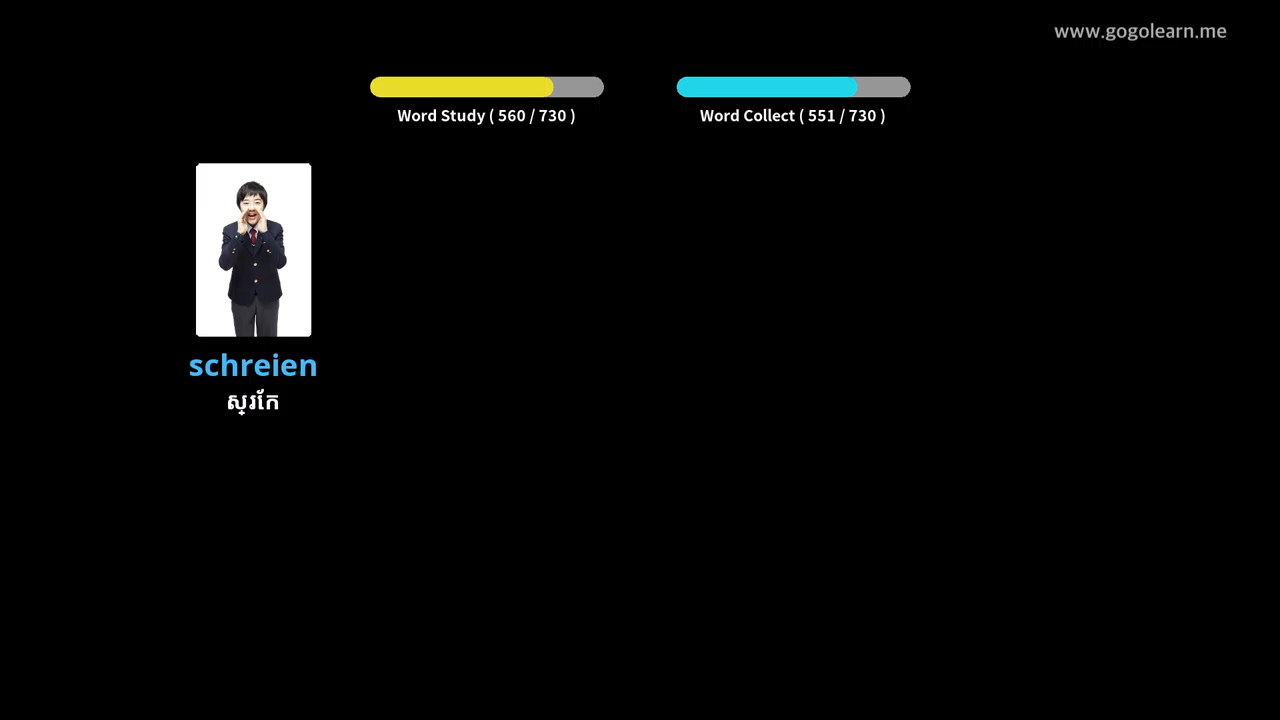 www.gogolearn.me
Word Study ( 560 / 730 )
Word Collect ( 551 / 730 )
schreien
ស្រកែ